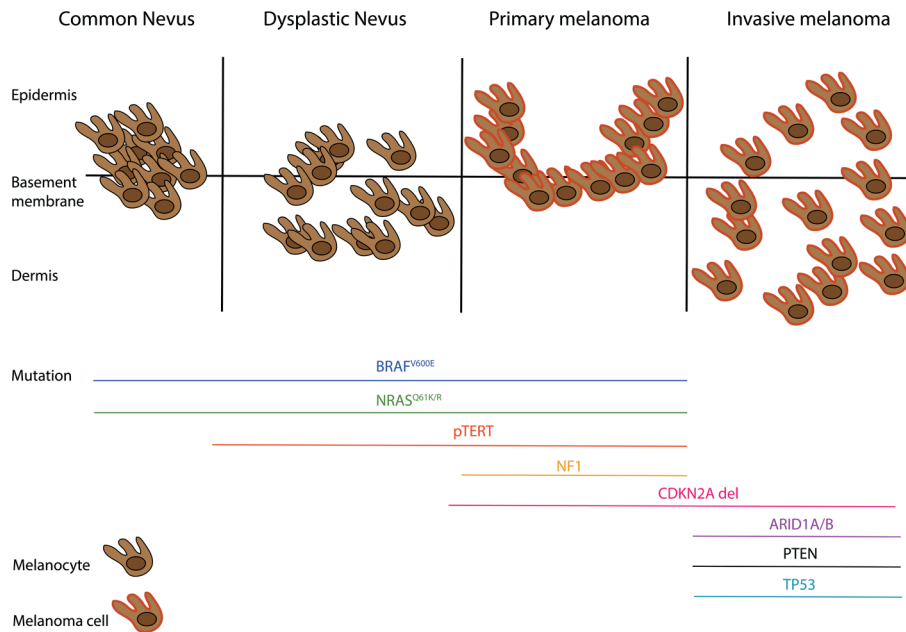 Common Nevus
Dysplastic Nevus
Primary melanoma
Invasive melanoma
Epidermis
Basement
membrane
Dermis
Mutation
BRAFV600E
NRASQ61K/R
pTERT
NF1
CDKN2A del
ARID1A/B
PTEN
TP53
Melanocyte
Melanoma cell